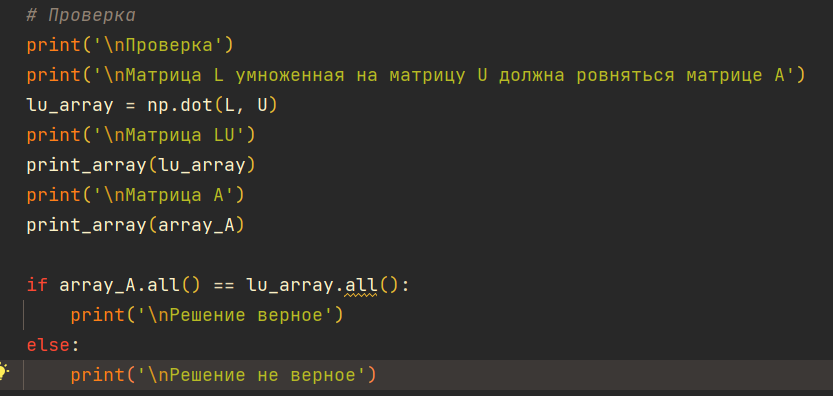 # Проверка
print('\nПроверка')
print('\nМатрица L умноженная на матрицу U должна ровняться матрице A')
lu_array = np.dot(L, U)
print('\nМатрица LU')
print_array(lu_array)
print('\nМатрица A')
print_array(array_A)
if array_A.all() == lu_array.all():
print('\nРешение верное')
else:
print('\nРешение не верное')